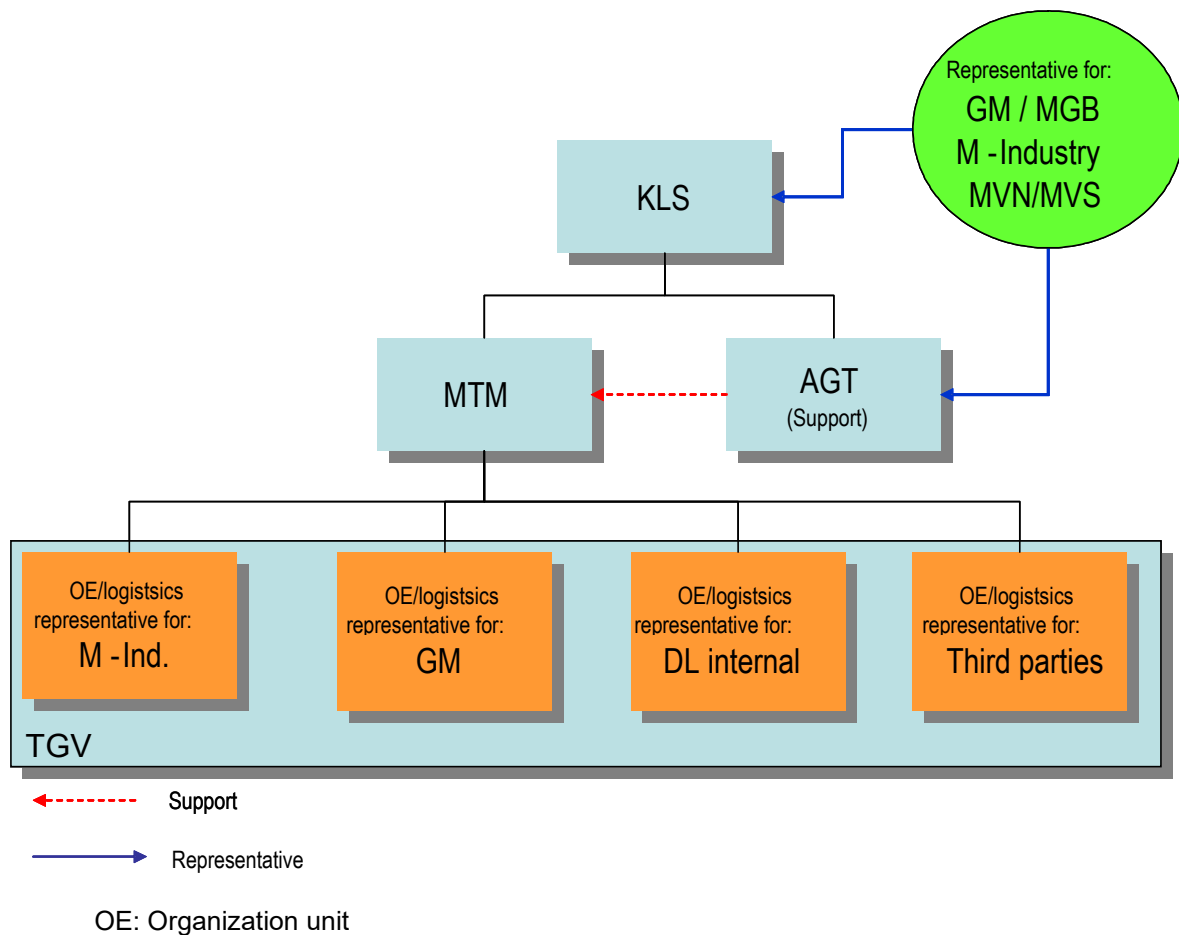 Representative for:
GM / MGB
M -Industry
MVN/MVS
KLS
MTM
AGT
(Support)
OE/logistsics
representative for:
M -Ind.
OE/logistsics
representative for:
GM
OE/logistsics
representative for:
DL internal
OE/logistsics
representative for:
Third parties
TGV
Support
Representative
OE: Organization unit